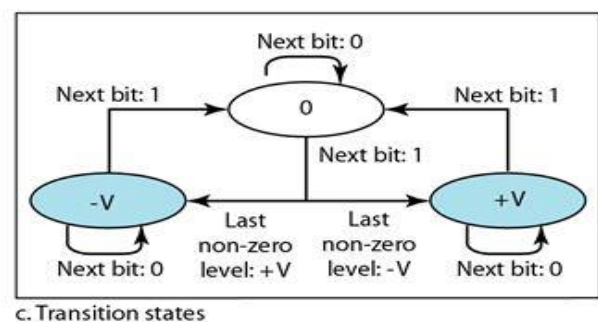 Next bit: 0
Next bit: 1
0
Next bit: 1
Next bit: 1
-V
+V
Last
non-zero
level: +V
Last
non-zero
level: -V
Next bit: 0
Next bit: 0
c. Transition states